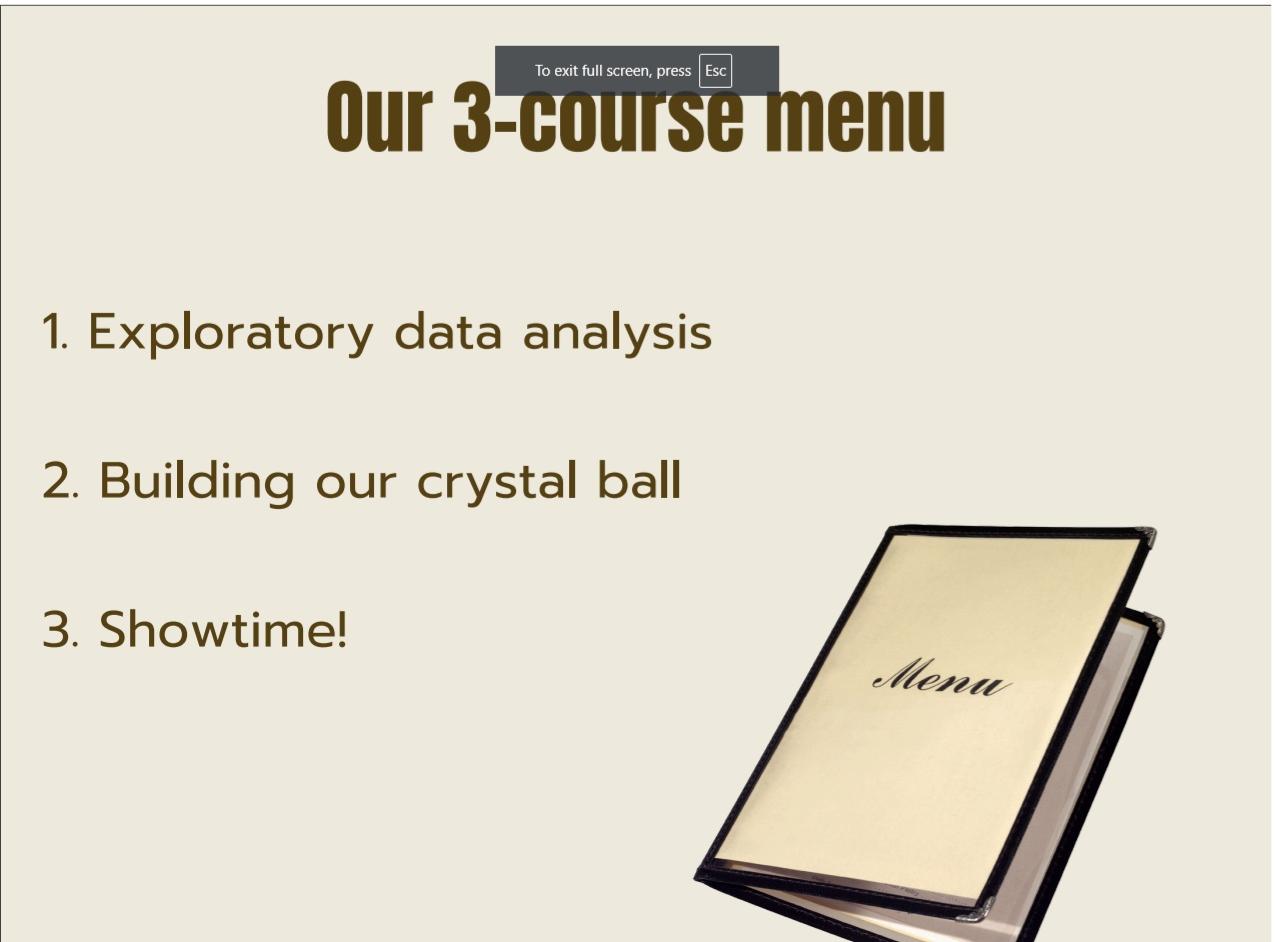 To exit full screen, press Esc
Our 3-course menu
1. Exploratory data analysis
2. Building our crystal ball
3. Showtime!
Menu